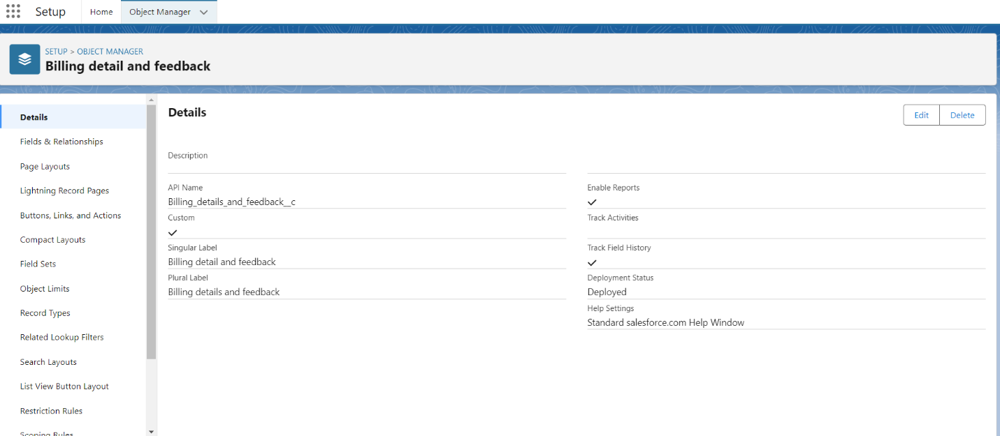 Setup
Home
Object Manager
SETUP > OBJECT MANAGER
Billing detail and feedback
Details
Fields & Relationships
Page Layouts
Lightning Record Pages
Buttons, Links, and Actions
Compact Layouts
Field Sets
Object Limits
Record Types
Related Lookup Filters
Search Layouts
List View Button Layout
Restriction Rules
Scoping Rules
Details
Edit
Delete
Description
API Name
Billing_details_and_feedback__c
Custom
Singular Label
Billing detail and feedback
Plural Label
Billing details and feedback
Enable Reports
Track Activities
Track Field History
Deployment Status
Deployed
Help Settings
Standard salesforce.com Help Window